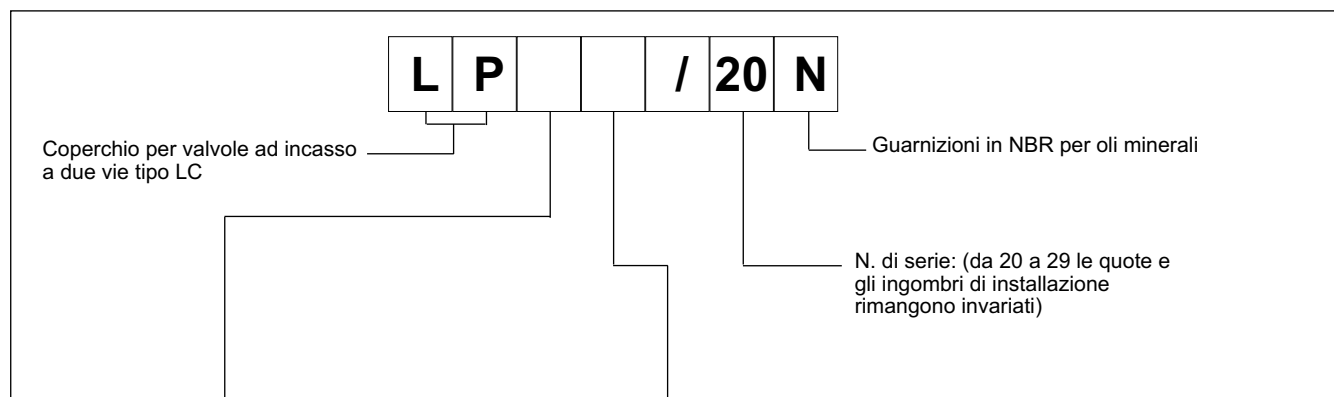 L P / 20 N
Coperchio per valvole ad incasso
a due vie tipo LC
Guarnizioni in NBR per oli minerali
N. di serie: (da 20 a 29 le quote e
gli ingombri di installazione
rimangono invariati)